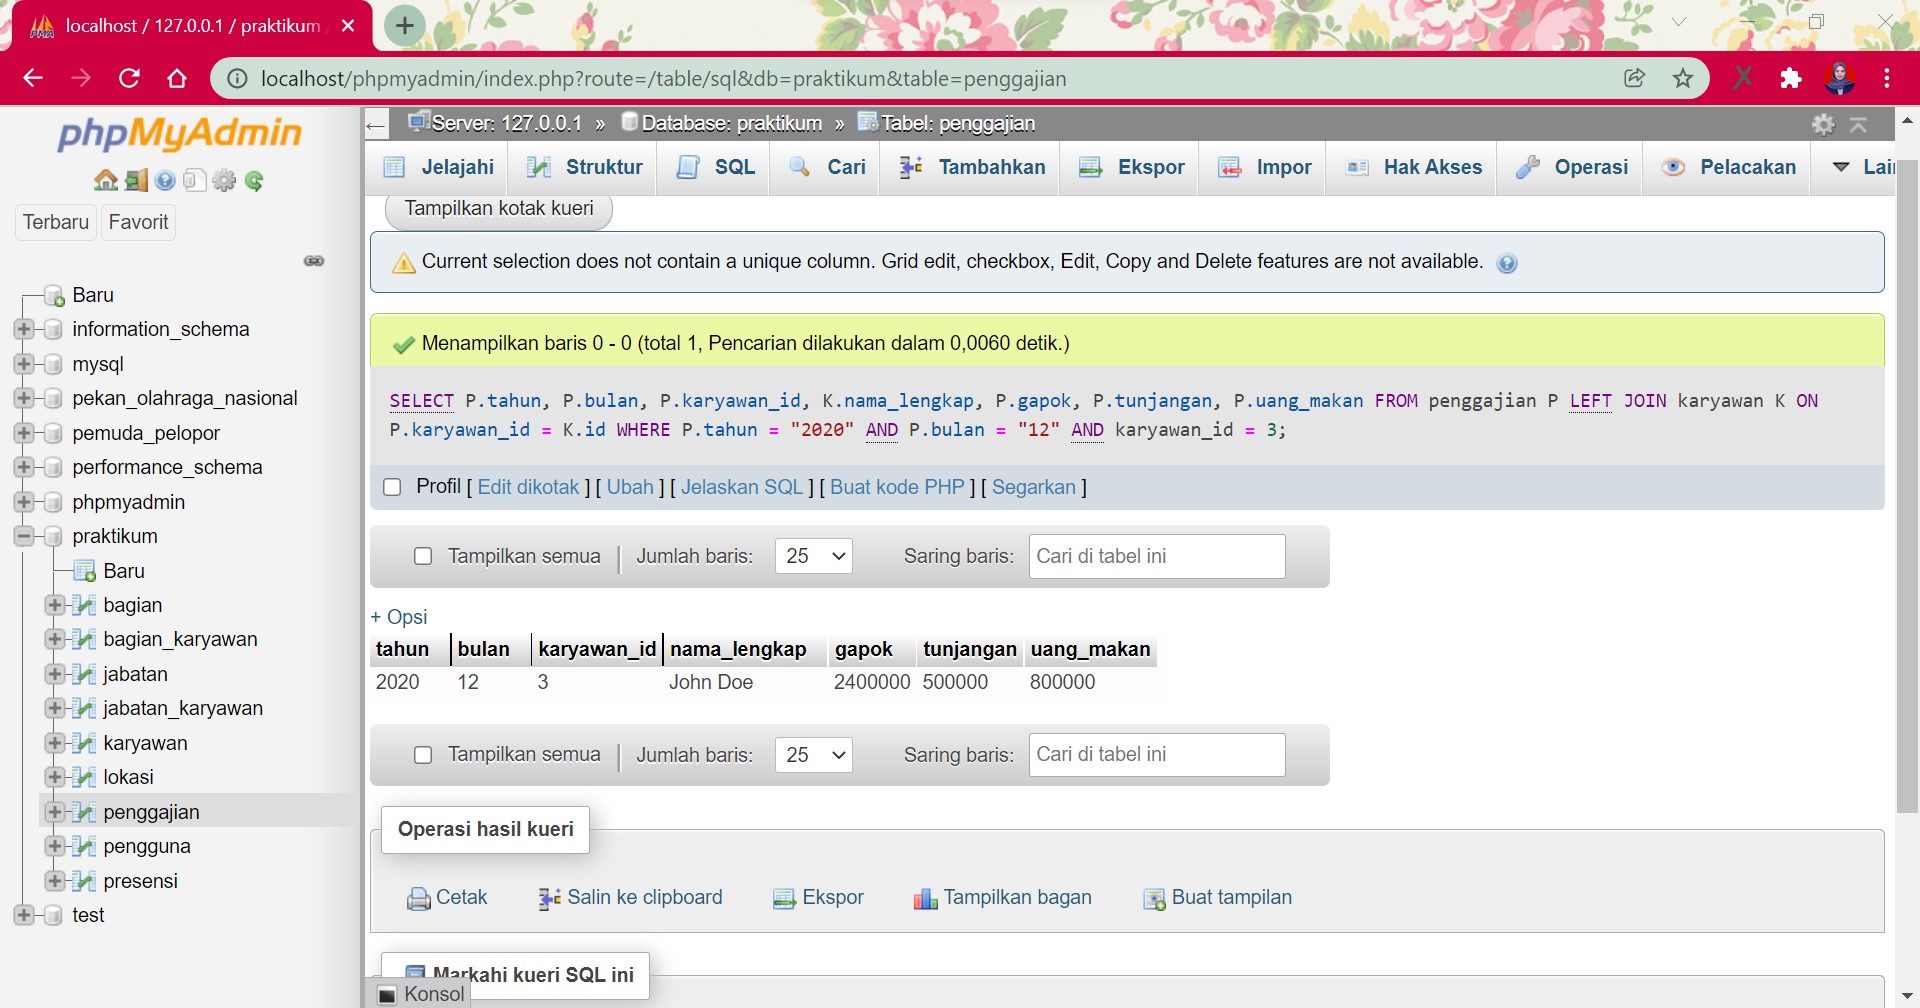 localhost / 127.0.0.1 / praktikum
localhost/phpmyadmin/index.php?route=/table/sql&db=praktikum&table=penggajian
phpMyAdmin
Terbaru
Favorit
Baru
information_schema
mysql
pekan_olahraga_nasional
pemuda_pelopor
performance_schema
phpmyadmin
praktikum
Baru
bagian
bagian_karyawan
jabatan
jabatan_karyawan
karyawan
lokasi
penggajian
pengguna
presensi
test
Server: 127.0.0.1 » Database: praktikum » Tabel: penggajian
Jelajahi Struktur SQL Cari Tambahkan Ekspor Impor Hak Akses Operasi Pelacakan Lai
Tampilkan kotak kueri
Current selection does not contain a unique column. Grid edit, checkbox, Edit, Copy and Delete features are not available.
Menampilkan baris 0 - 0 (total 1, Pencarian dilakukan dalam 0,0060 detik.)
SELECT P.tahun, P.bulan, P.karyawan_id, K.nama_lengkap, P.gapok, P.tunjangan, P.uang_makan FROM penggajian P LEFT JOIN karyawan K ON
P.karyawan_id = K.id WHERE P.tahun = "2020" AND P.bulan = "12" AND karyawan_id = 3;
Profil [ Edit dikotak ] [ Ubah ] [ Jelaskan SQL ] [ Buat kode PHP ] [ Segarkan ]
Tampilkan semua | Jumlah baris: 25 Saring baris: Cari di tabel ini
+ Opsi
tahun bulan karyawan_id nama_lengkap gapok tunjangan uang_makan
2020 12 3 John Doe 2400000 500000 800000
Tampilkan semua | Jumlah baris: 25 Saring baris: Cari di tabel ini
Operasi hasil kueri
Cetak Salin ke clipboard Ekspor Tampilkan bagan Buat tampilan
Markahi kueri SQL ini
Konsol